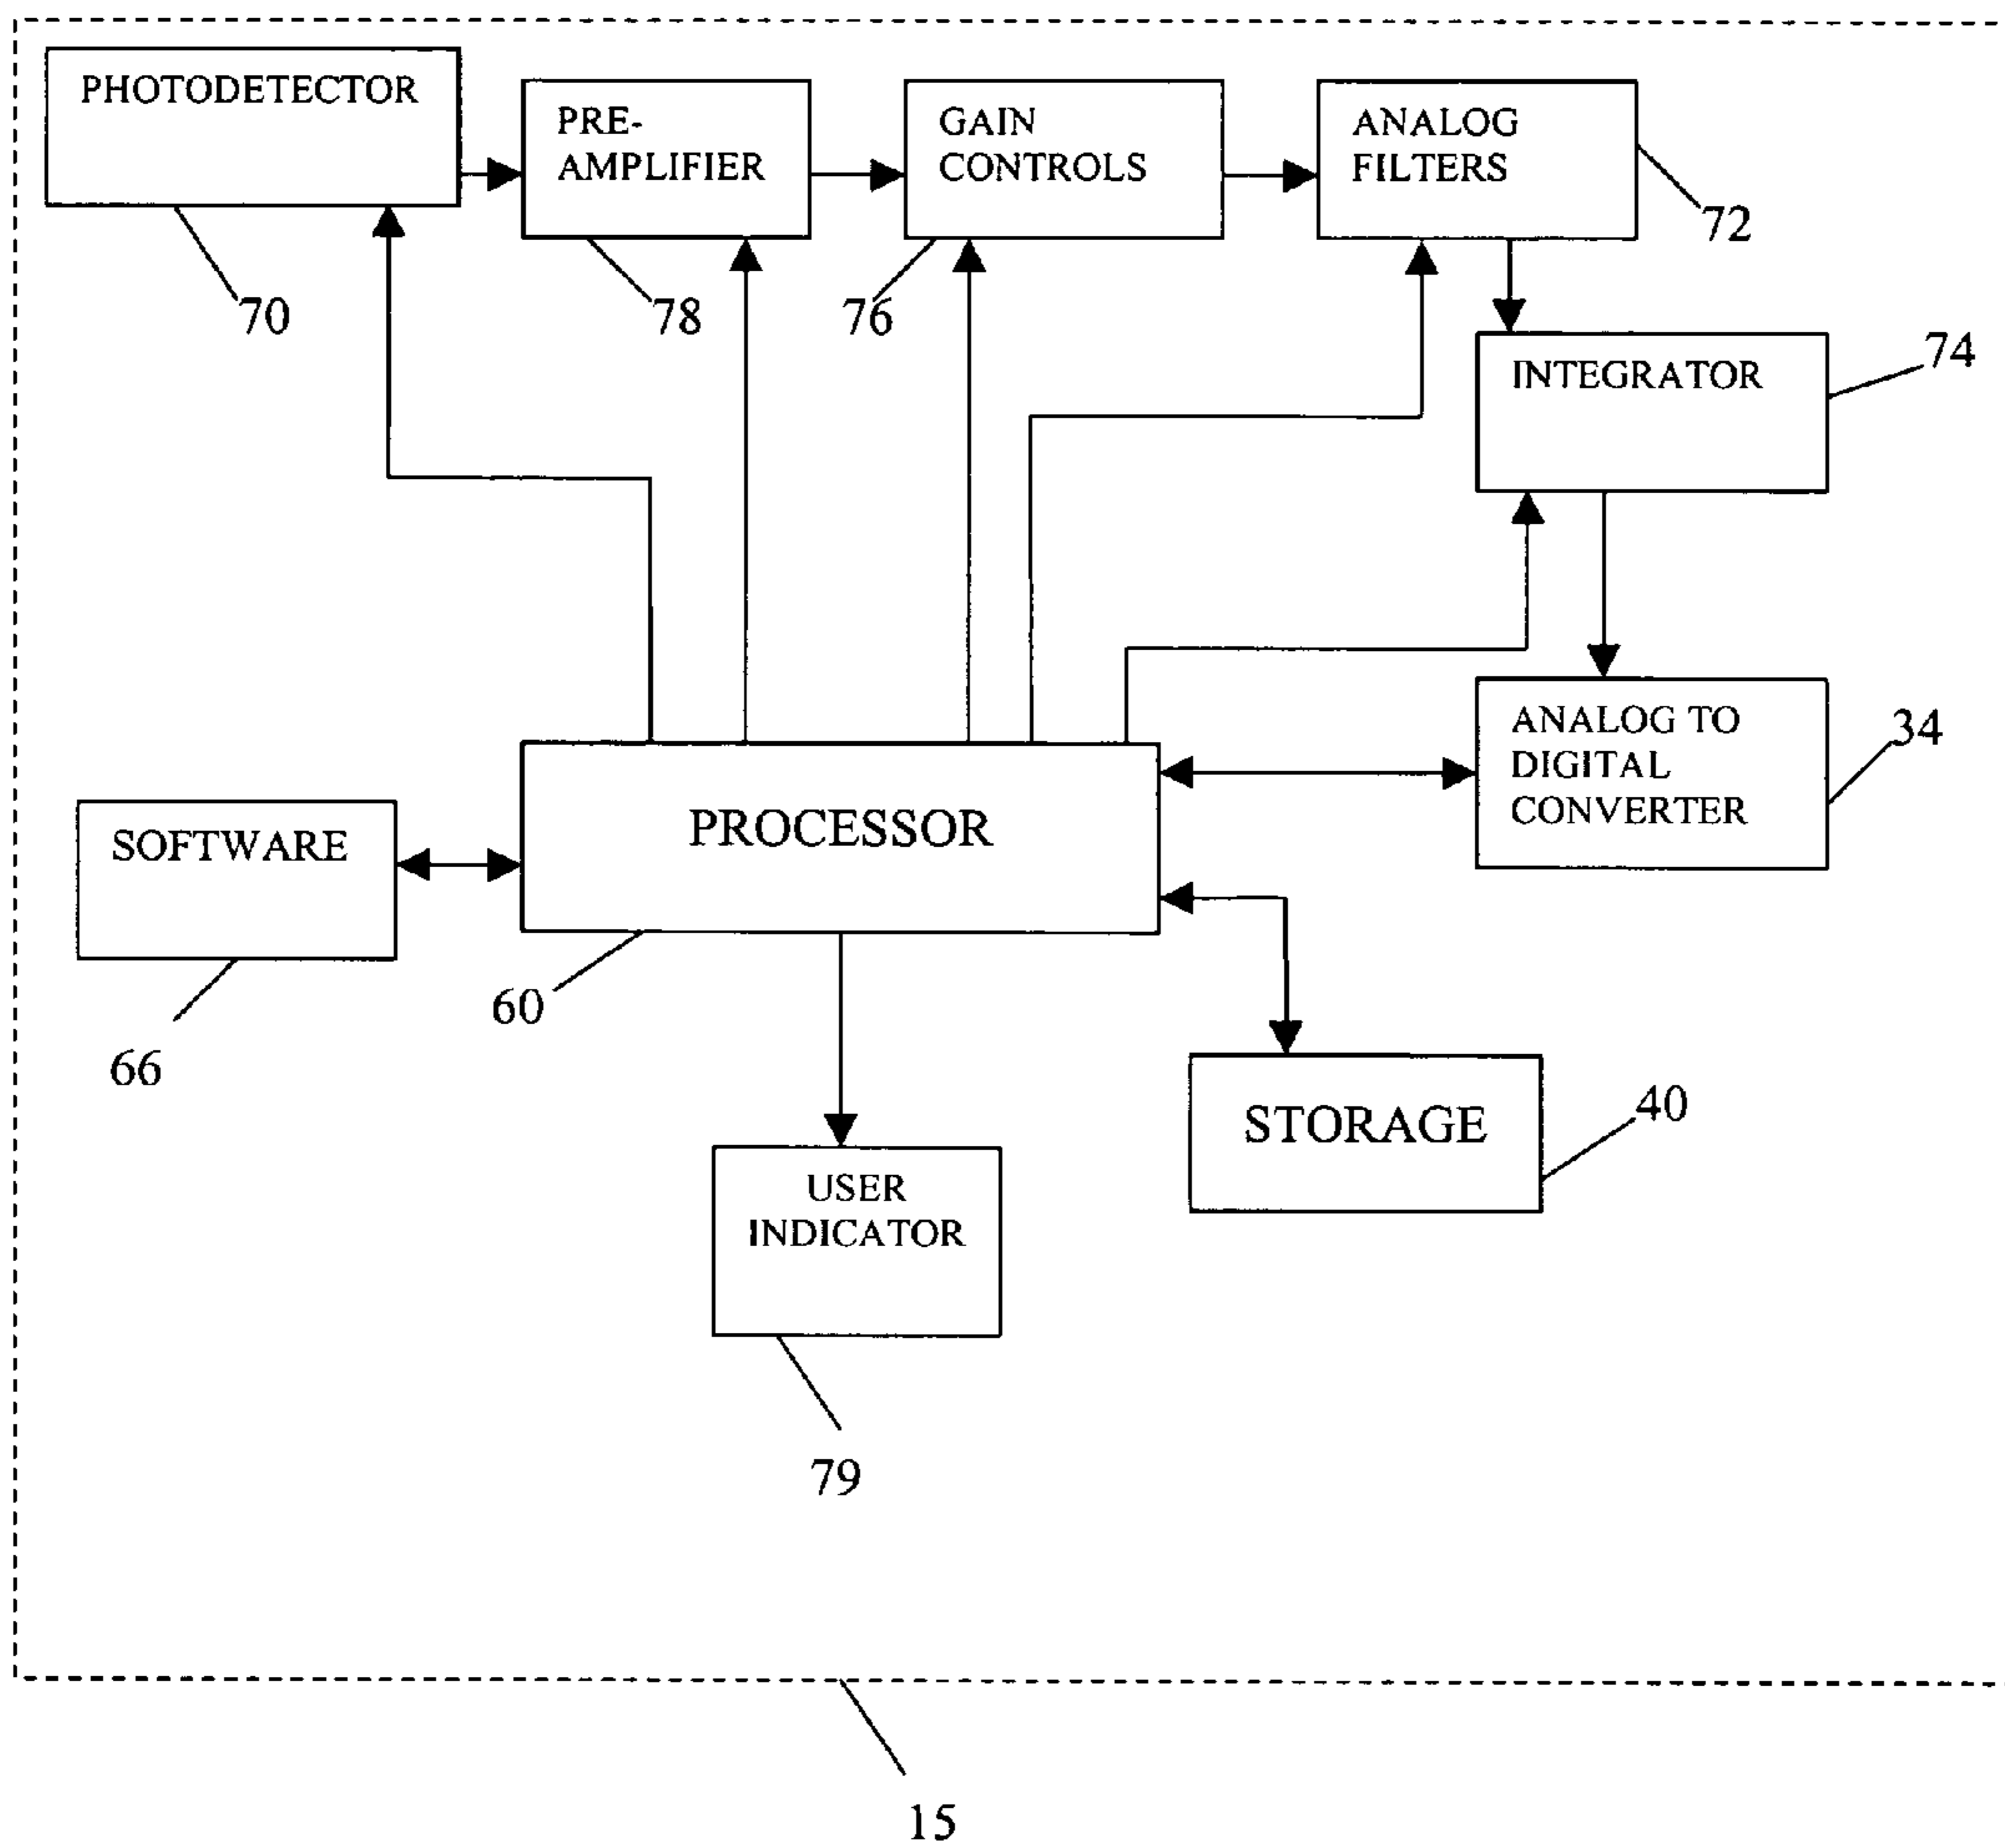 PHOTODETECTOR
PRE-
AMPLIFIER
GAIN
CONTROLS
ANALOG
FILTERS
72
70
78
76
INTEGRATOR
74
ANALOG TO
DIGITAL
CONVERTER
34
PROCESSOR
SOFTWARE
60
66
STORAGE
40
USER
INDICATOR
79
15